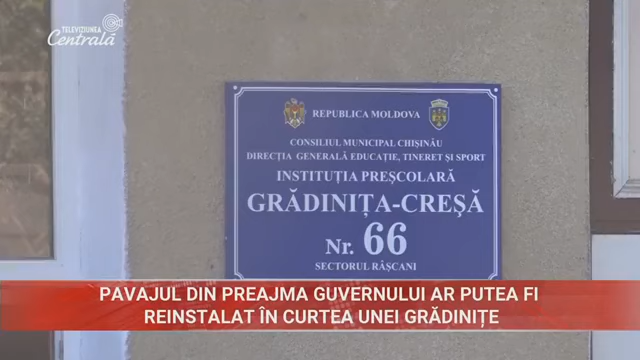 TELEVIZIUNEA
Centrală
REPUBLICA MOLDOVA
CONSILIUL MUNICIPAL CHIȘINĂU
DIRECȚIA GENERALĂ EDUCAȚIE, TINERET ȘI SPORT
INSTITUȚIA PREȘCOLARĂ
GRĂDINIȚA-CREȘĂ
Nr. 66
SECTORUL RÂȘCANI
PAVAJUL DIN PREAJMA GUVERNULUI AR PUTEA FI
REINSTALAT ÎN CURTEA UNEI GRĂDINIȚE